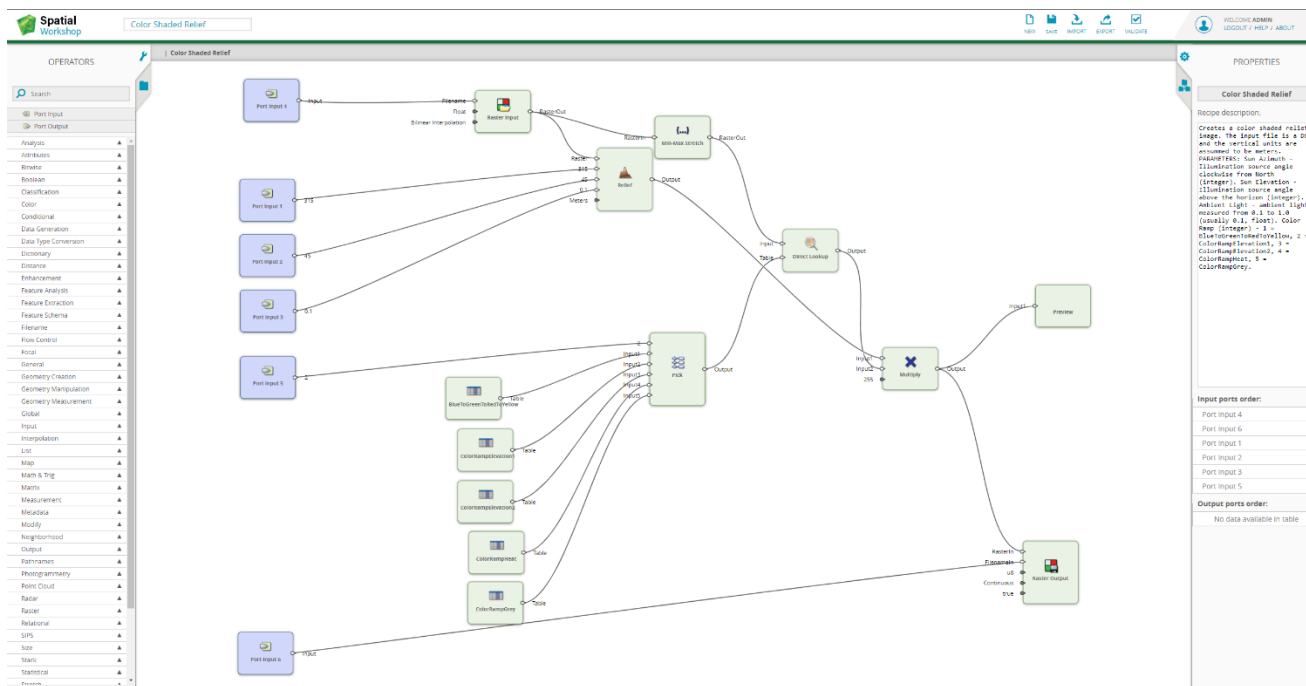 Spatial
Workshop
Color Shaded Relief
NEW SAVE IMPORT EXPORT VALIDATE
WELCOME ADMIN
LOGOUT / HELP / ABOUT
OPERATORS
| Color Shaded Relief
PROPERTIES
Search
Port Input
Port Output
Analysis
Attributes
Bitwise
Boolean
Classification
Color
Conditional
Data Generation
Data Type Conversion
Dictionary
Distance
Enhancement
Feature Analysis
Feature Extraction
Feature Schema
Filename
Flow Control
Focal
General
Geometry Creation
Geometry Manipulation
Geometry Measurement
Global
Input
Interpolation
List
Map
Math & Trig
Matrix
Measurement
Metadata
Modify
Neighborhood
Output
Pathnames
Photogrammetry
Point Cloud
Radar
Raster
Relational
SIPS
Size
Stack
Statistical
Stretch
Port Input 4
Input
Filename
Float
Bilinear Interpolation
Raster Input
RasterOut
RasterIn
Min-Max Stretch
RasterOut
Port Input 1
315
Raster
315
45
0.1
Meters
Relief
Output
Port Input 2
45
Port Input 3
0.1
Input
Table
Direct Lookup
Output
Input1
Preview
Port Input 5
2
2
Input1
Input2
Input3
Input4
Input5
Pick
Output
Input1
Input2
255
Multiply
Output
BlueToGreenToRedToYellow
Table
ColorRampElevation1
Table
ColorRampElevation2
Table
ColorRampHeat
Table
ColorRampGrey
Table
RasterIn
FilenameIn
u8
Continuous
true
Raster Output
Port Input 6
Input
Color Shaded Relief
Recipe description.
Creates a color shaded relief
image. The input file is a D
and the vertical units are
assummed to be meters.
PARAMETERS: Sun Azimuth -
Illumination source angle
clockwise from North
(integer). Sun Elevation -
Illumination source angle
above the horizon (integer).
Ambient Light - ambient light
measured from 0.1 to 1.0
(usually 0.1, float). Color
Ramp (integer) - 1 =
BlueToGreenToRedToYellow, 2 =
ColorRampElevation1, 3 =
ColorRampElevation2, 4 =
ColorRampHeat, 5 =
ColorRampGrey.
Input ports order:
Port Input 4
Port Input 6
Port Input 1
Port Input 2
Port Input 3
Port Input 5
Output ports order:
No data available in table